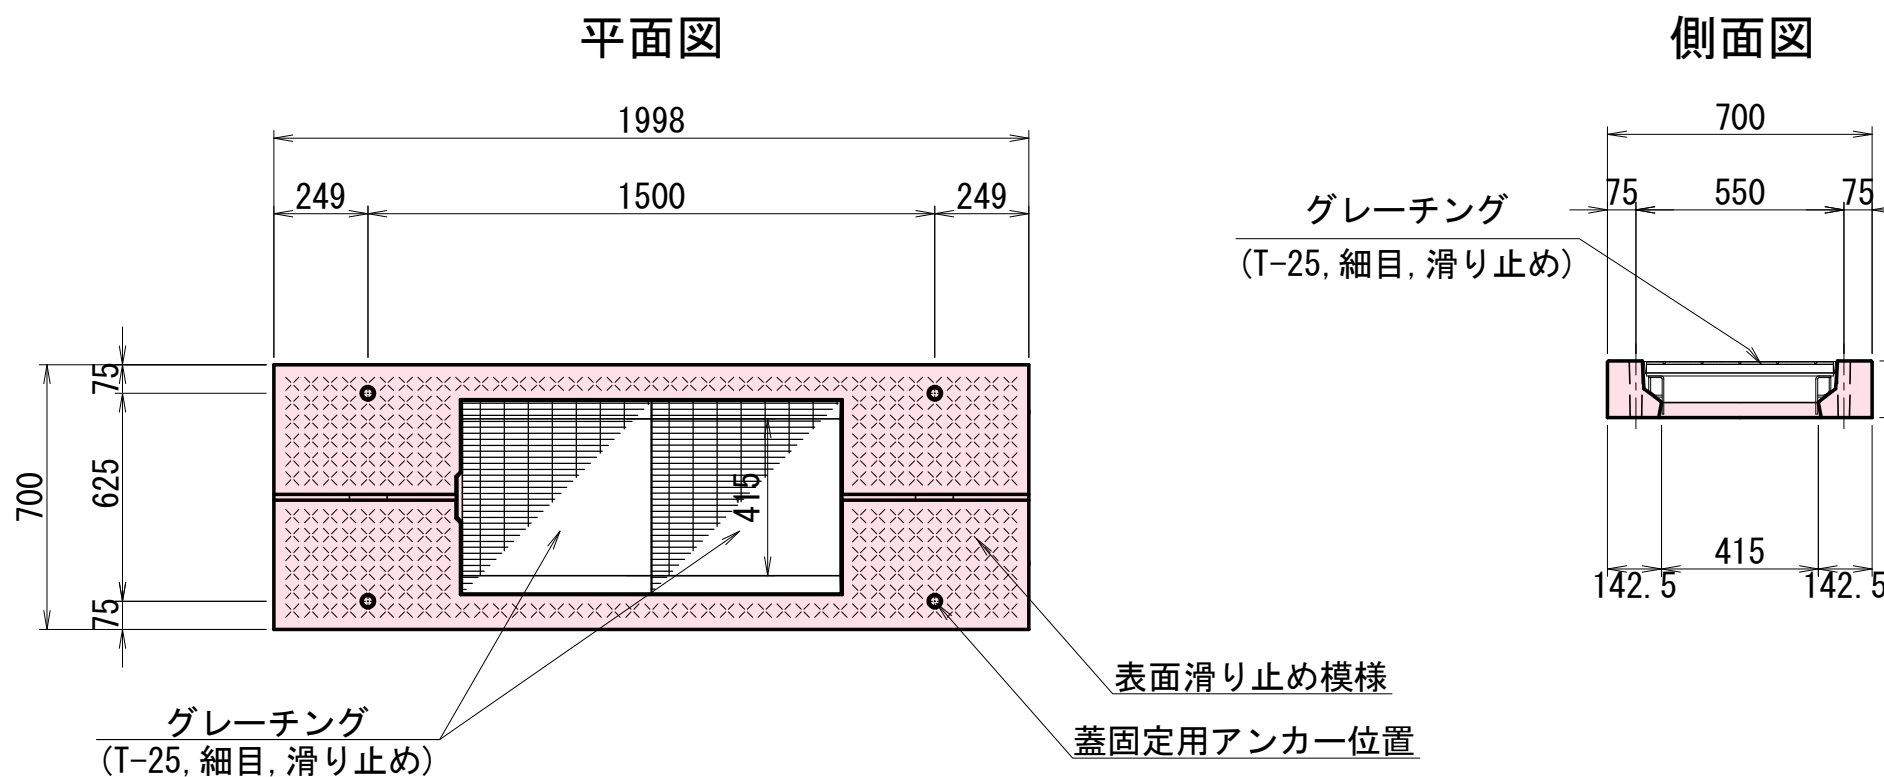 平面図
側面図
1998
249
1500
249
75
625
75
700
415
グレーチング
(T-25,細目,滑り止め)
表面滑り止め模様
蓋固定用アンカー位置
700
75
550
75
グレーチング
(T-25,細目,滑り止め)
142.5
415
142.5